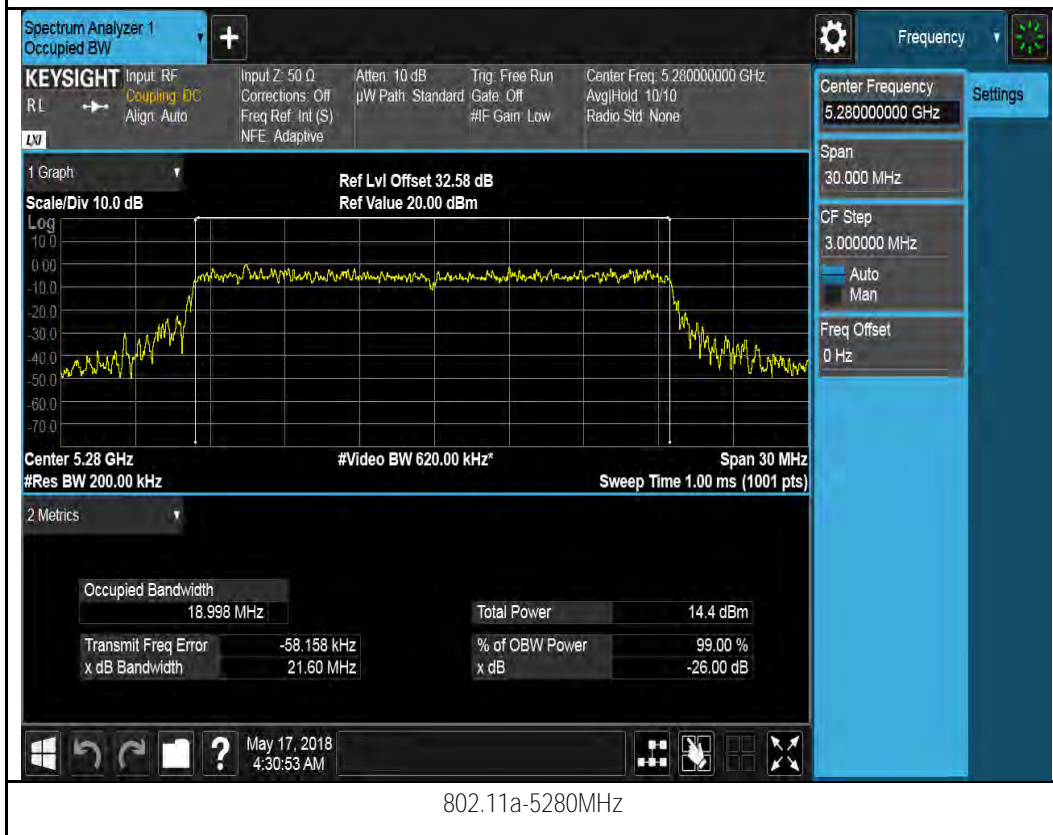 Spectrum Analyzer 1
Occupied BW
+
Frequency
KEYSIGHT
RL
LXI
Input: RF
Coupling: DC
Align: Auto
Input Z: 50 Ω
Corrections: Off
Freq Ref: Int (S)
NFE: Adaptive
Atten: 10 dB
µW Path: Standard
Trig: Free Run
Gate: Off
#IF Gain: Low
Center Freq: 5.280000000 GHz
Avg|Hold: 10/10
Radio Std: None
Center Frequency
5.280000000 GHz
Settings
Span
30.000 MHz
CF Step
3.000000 MHz
Auto
Man
Freq Offset
0 Hz
1 Graph
Scale/Div 10.0 dB
Ref Lvl Offset 32.58 dB
Ref Value 20.00 dBm
Log
10.0
0.00
-10.0
-20.0
-30.0
-40.0
-50.0
-60.0
-70.0
Center 5.28 GHz
#Res BW 200.00 kHz
#Video BW 620.00 kHz*
Span 30 MHz
Sweep Time 1.00 ms (1001 pts)
2 Metrics
Occupied Bandwidth
18.998 MHz
Total Power 14.4 dBm
Transmit Freq Error -58.158 kHz
% of OBW Power 99.00 %
x dB Bandwidth 21.60 MHz
x dB -26.00 dB
?
May 17, 2018
4:30:53 AM
802.11a-5280MHz